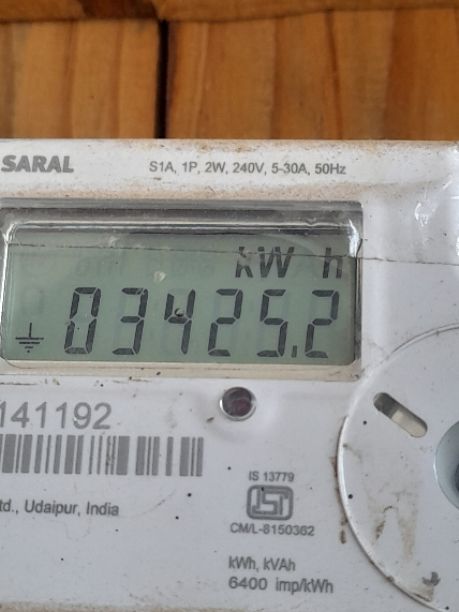 SARAL
S1A, 1P, 2W, 240V, 5-30A, 50Hz
kW h
03425.2
141192
IS 13779
td., Udaipur, India
CM/L-8150362
kWh, kVAh
6400 imp/kWh